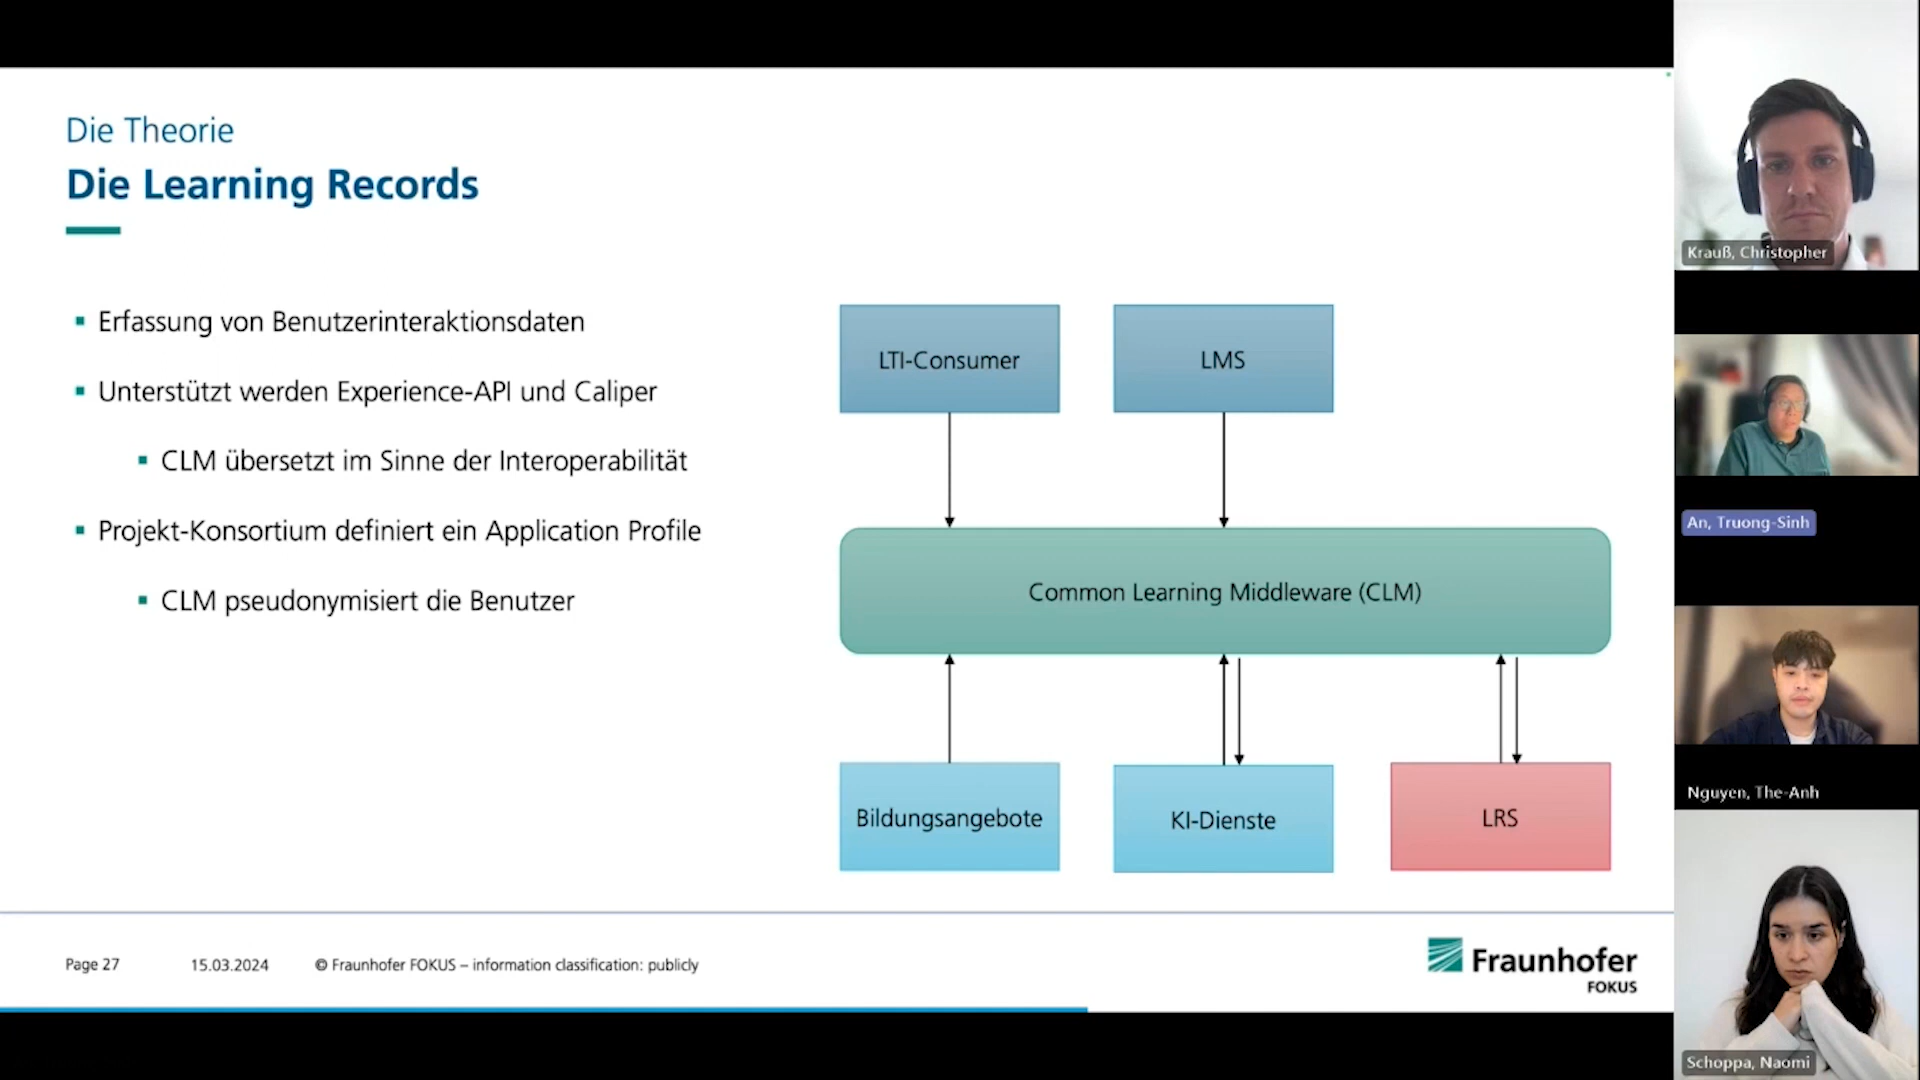 Die Theorie
Die Learning Records
Erfassung von Benutzerinteraktionsdaten
Unterstützt werden Experience-API und Caliper
CLM übersetzt im Sinne der Interoperabilität
Projekt-Konsortium definiert ein Application Profile
CLM pseudonymisiert die Benutzer
LTI-Consumer
LMS
Common Learning Middleware (CLM)
Bildungsangebote
KI-Dienste
LRS
Page 27
15.03.2024
© Fraunhofer FOKUS – information classification: publicly
Fraunhofer
FOKUS
Krauß, Christopher
An, Truong-Sinh
Nguyen, The-Anh
Schoppa, Naomi